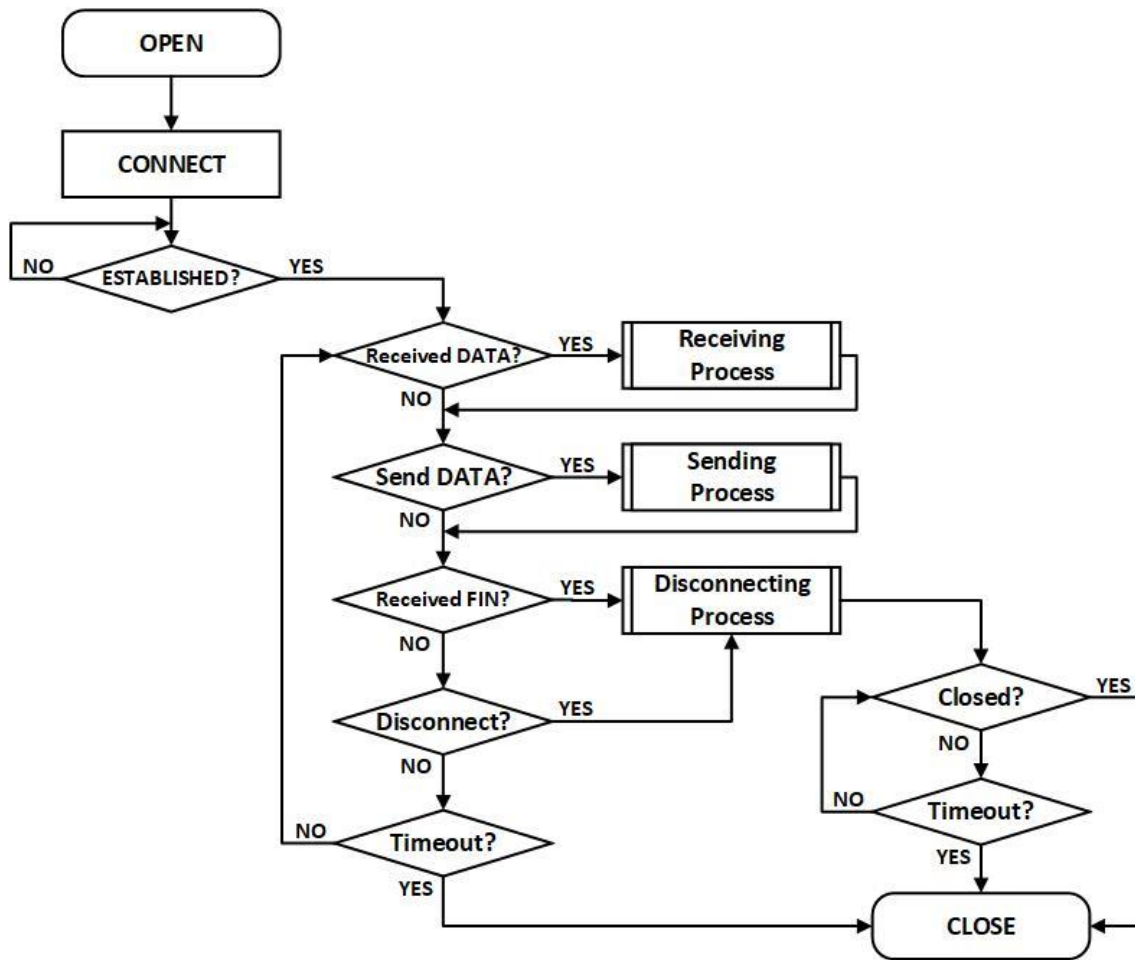 OPEN
CONNECT
NO
ESTABLISHED?
YES
Received DATA?
YES
Receiving
Process
NO
Send DATA?
YES
Sending
Process
NO
Received FIN?
YES
Disconnecting
Process
NO
Disconnect?
YES
Closed?
YES
NO
NO
NO
Timeout?
YES
NO
Timeout?
YES
CLOSE